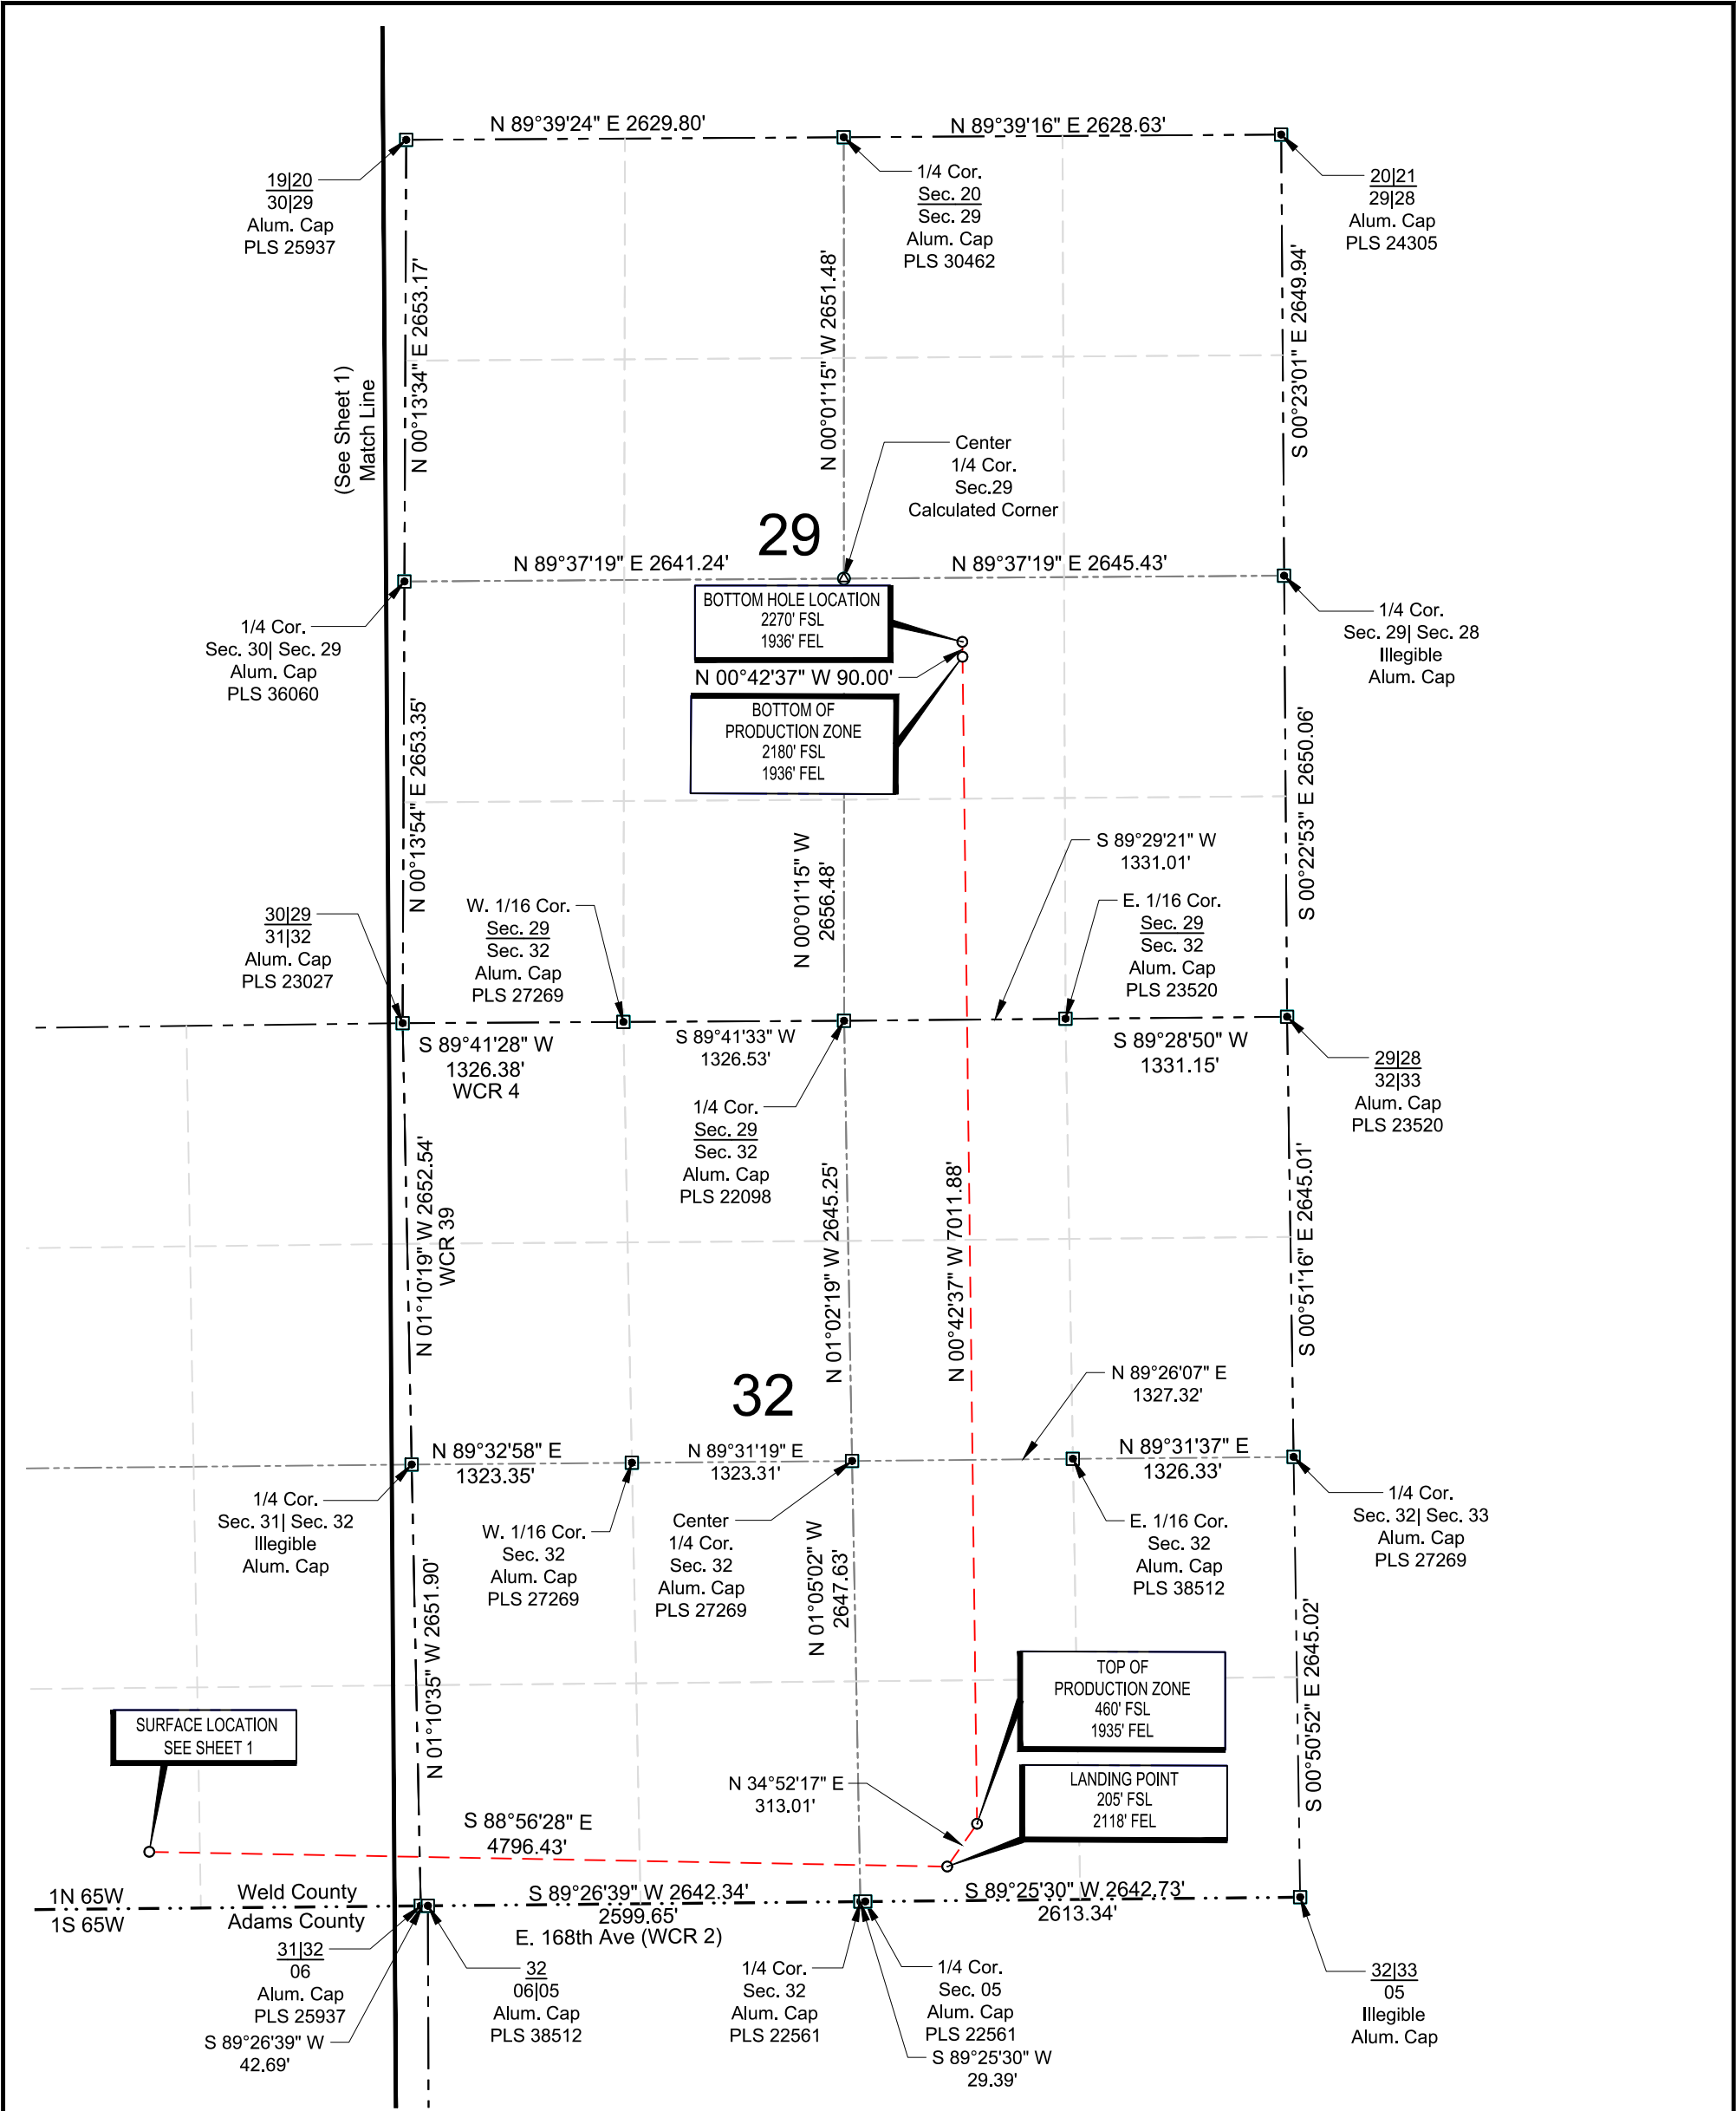 N 89°39'24" E 2629.80'
N 89°39'16" E 2628.63'
19|20
30|29
Alum. Cap
PLS 25937
1/4 Cor.
Sec. 20
Sec. 29
Alum. Cap
PLS 30462
20|21
29|28
Alum. Cap
PLS 24305
(See Sheet 1)
Match Line
N 00°13'34" E 2653.17'
N 00°01'15" W 2651.48'
S 00°23'01" E 2649.94'
Center
1/4 Cor.
Sec.29
Calculated Corner
29
N 89°37'19" E 2641.24'
N 89°37'19" E 2645.43'
BOTTOM HOLE LOCATION
2270' FSL
1936' FEL
1/4 Cor.
Sec. 30| Sec. 29
Alum. Cap
PLS 36060
1/4 Cor.
Sec. 29| Sec. 28
Illegible
Alum. Cap
N 00°42'37" W 90.00'
BOTTOM OF
PRODUCTION ZONE
2180' FSL
1936' FEL
N 00°13'54" E 2653.35'
N 00°01'15" W
2656.48'
S 00°22'53" E 2650.06'
S 89°29'21" W
1331.01'
30|29
31|32
Alum. Cap
PLS 23027
W. 1/16 Cor.
Sec. 29
Sec. 32
Alum. Cap
PLS 27269
E. 1/16 Cor.
Sec. 29
Sec. 32
Alum. Cap
PLS 23520
S 89°41'28" W
1326.38'
WCR 4
S 89°41'33" W
1326.53'
S 89°28'50" W
1331.15'
29|28
32|33
Alum. Cap
PLS 23520
1/4 Cor.
Sec. 29
Sec. 32
Alum. Cap
PLS 22098
N 01°10'19" W 2652.54'
WCR 39
N 01°02'19" W 2645.25'
N 00°42'37" W 7011.88'
S 00°51'16" E 2645.01'
32
N 89°26'07" E
1327.32'
N 89°32'58" E
1323.35'
N 89°31'19" E
1323.31'
N 89°31'37" E
1326.33'
1/4 Cor.
Sec. 31| Sec. 32
Illegible
Alum. Cap
W. 1/16 Cor.
Sec. 32
Alum. Cap
PLS 27269
Center
1/4 Cor.
Sec. 32
Alum. Cap
PLS 27269
E. 1/16 Cor.
Sec. 32
Alum. Cap
PLS 38512
1/4 Cor.
Sec. 32| Sec. 33
Alum. Cap
PLS 27269
N 01°10'35" W 2651.90'
N 01°05'02" W
2647.63'
S 00°50'52" E 2645.02'
TOP OF
PRODUCTION ZONE
460' FSL
1935' FEL
SURFACE LOCATION
SEE SHEET 1
N 34°52'17" E
313.01'
LANDING POINT
205' FSL
2118' FEL
S 88°56'28" E
4796.43'
1N 65W
1S 65W
Weld County
Adams County
S 89°26'39" W 2642.34'
2599.65'
E. 168th Ave (WCR 2)
S 89°25'30" W 2642.73'
2613.34'
31|32
06
Alum. Cap
PLS 25937
S 89°26'39" W
42.69'
32
06|05
Alum. Cap
PLS 38512
1/4 Cor.
Sec. 32
Alum. Cap
PLS 22561
1/4 Cor.
Sec. 05
Alum. Cap
PLS 22561
S 89°25'30" W
29.39'
32|33
05
Illegible
Alum. Cap